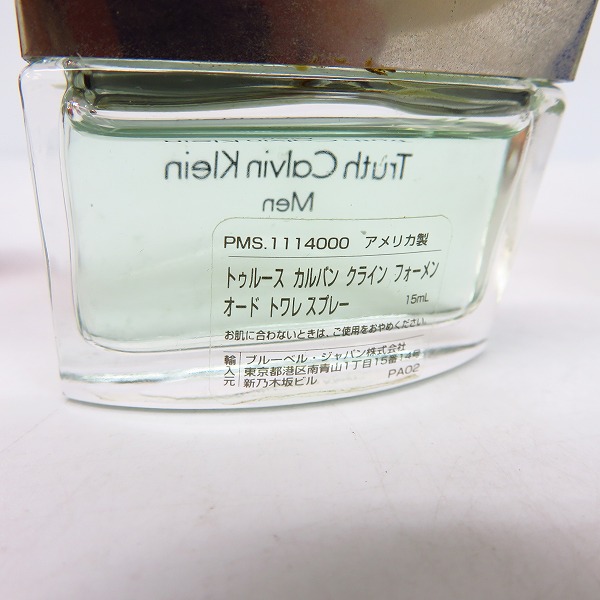 Truth Calvin Klein
Men
PMS.1114000 アメリカ製
トゥルース カルバン クライン フォーメン
オード トワレ スプレー 15mL
お肌に合わないときは、ご使用をおやめください。
輸入元 ブルーベル・ジャパン株式会社
東京都港区南青山1丁目15番14号
新乃木坂ビル PA02